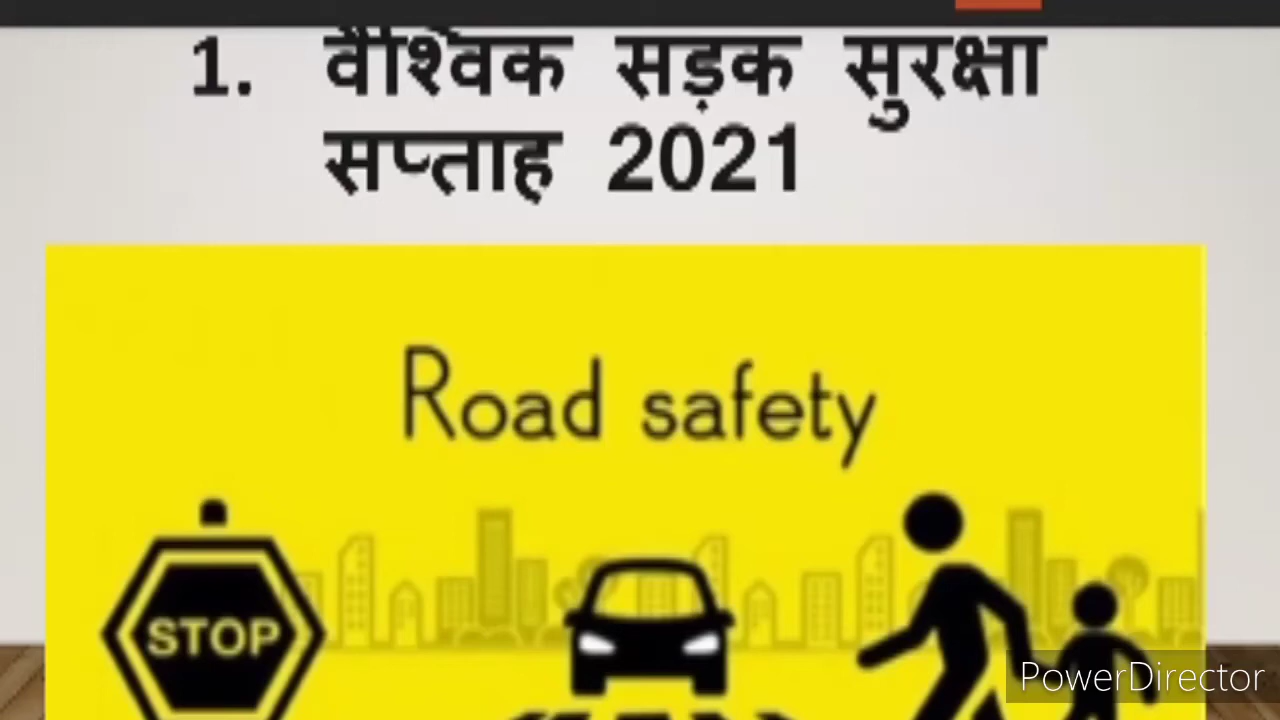 1. वैश्विक सड़क सुरक्षा
सप्ताह 2021
Road safety
STOP
PowerDirector